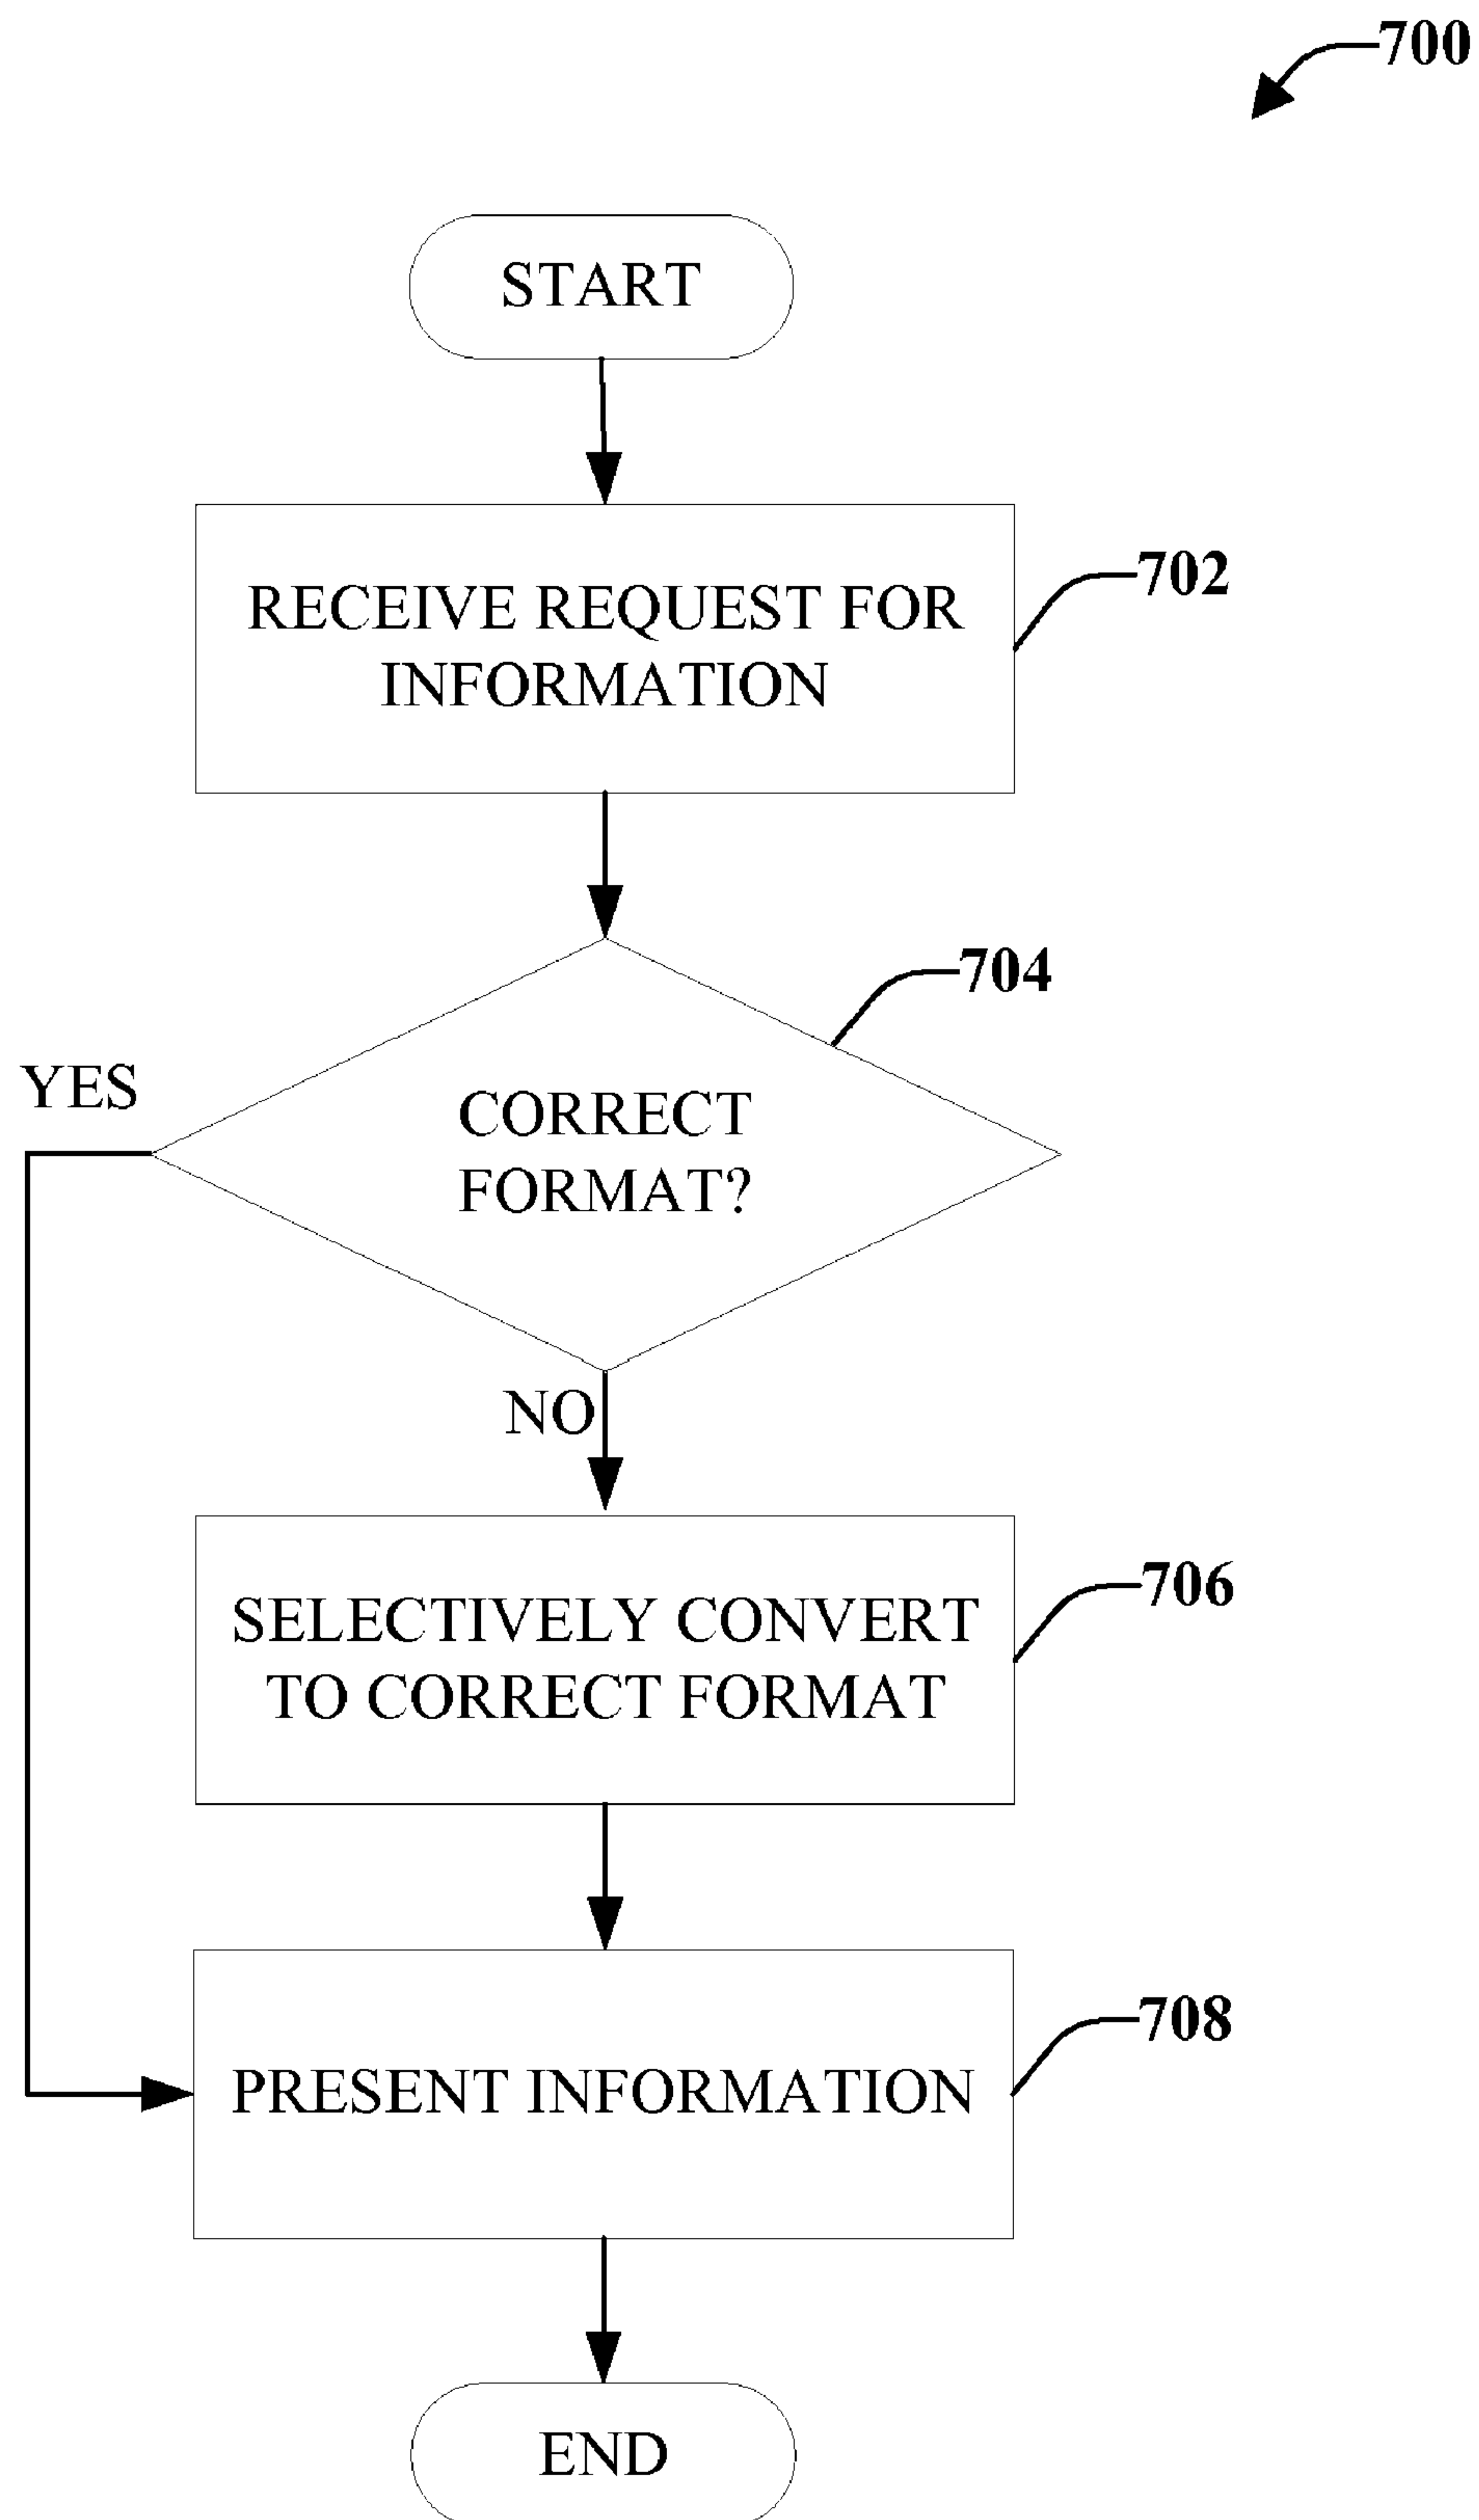 700
START
RECEIVE REQUEST FOR
INFORMATION
702
704
YES
CORRECT
FORMAT?
NO
SELECTIVELY CONVERT
TO CORRECT FORMAT
706
PRESENT INFORMATION
708
END